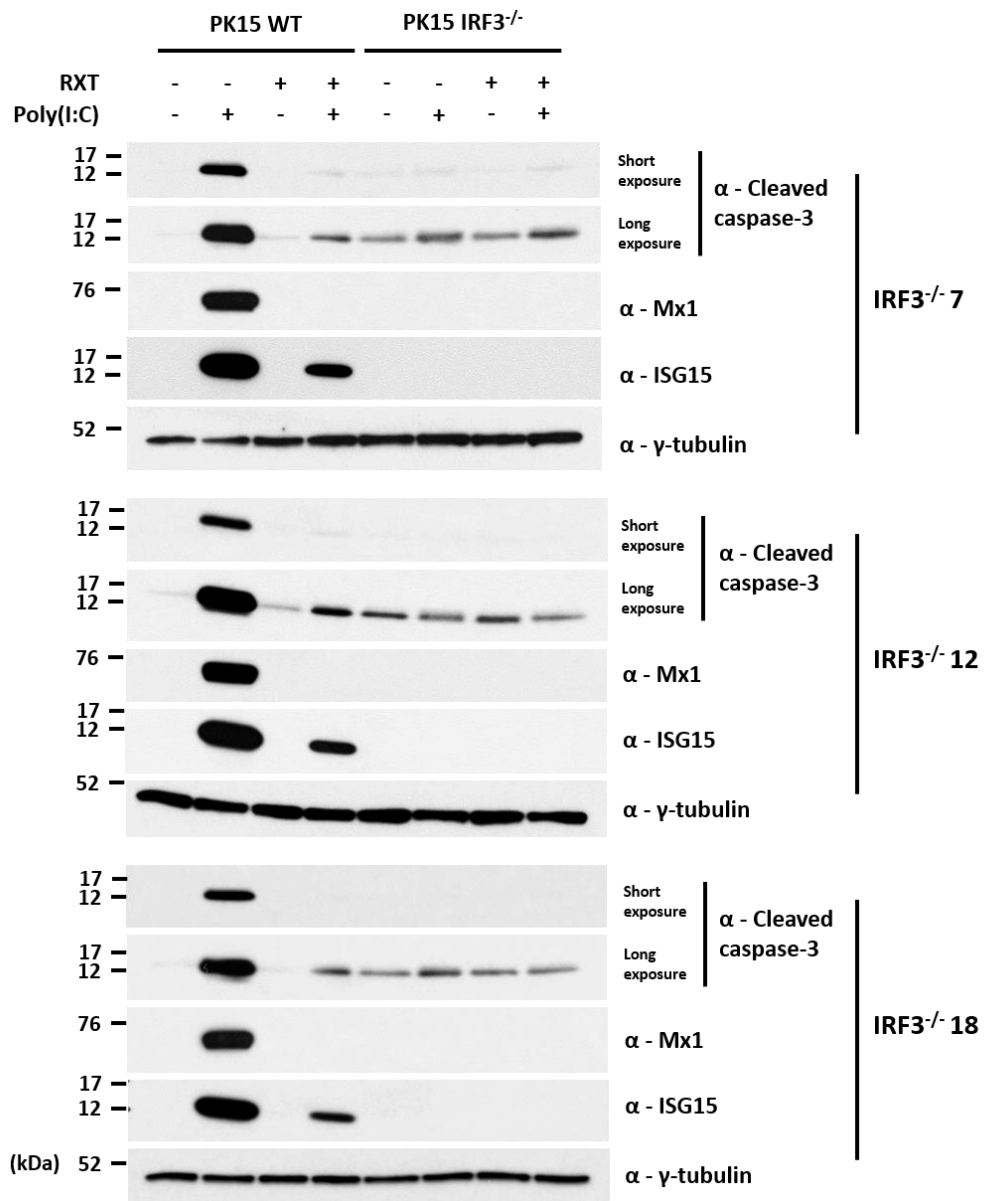 PK15 WT PK15 IRF3-/-
RXT - - + + - - + +
Poly(I:C) - + - + - + - +
17
12
Short
exposure
α - Cleaved
caspase-3
17
12
Long
exposure
76
α - Mx1
IRF3-/- 7
17
12
α - ISG15
52
α - γ-tubulin
17
12
Short
exposure
α - Cleaved
caspase-3
17
12
Long
exposure
76
α - Mx1
IRF3-/- 12
17
12
α - ISG15
52
α - γ-tubulin
17
12
Short
exposure
α - Cleaved
caspase-3
17
12
Long
exposure
76
α - Mx1
IRF3-/- 18
17
12
α - ISG15
(kDa) 52
α - γ-tubulin